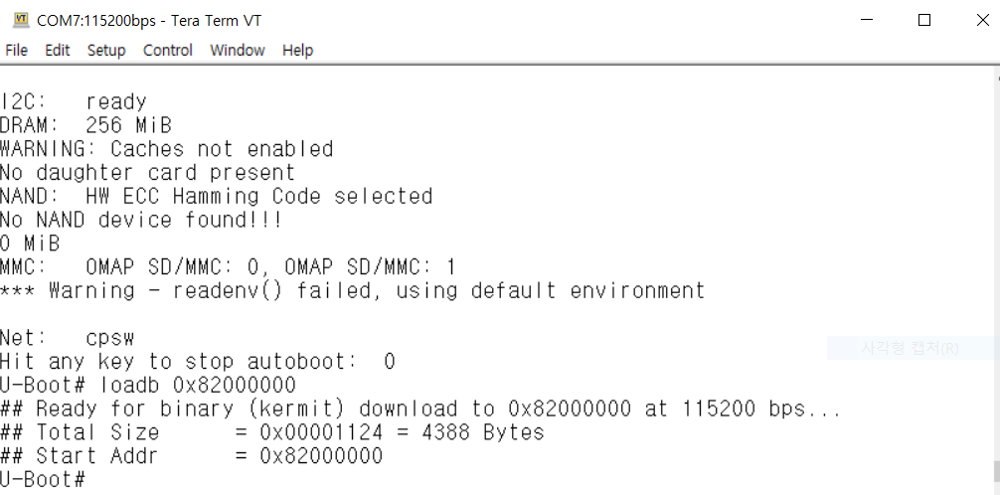 COM7:115200bps - Tera Term VT
File Edit Setup Control Window Help
I2C:   ready
DRAM:  256 MiB
WARNING: Caches not enabled
No daughter card present
NAND:  HW ECC Hamming Code selected
No NAND device found!!!
0 MiB
MMC:   OMAP SD/MMC: 0, OMAP SD/MMC: 1
*** Warning - readenv() failed, using default environment
Net:   cpsw
Hit any key to stop autoboot:  0
사각형 캡처(R)
U-Boot# loadb 0x82000000
## Ready for binary (kermit) download to 0x82000000 at 115200 bps...
## Total Size      = 0x00001124 = 4388 Bytes
## Start Addr      = 0x82000000
U-Boot#